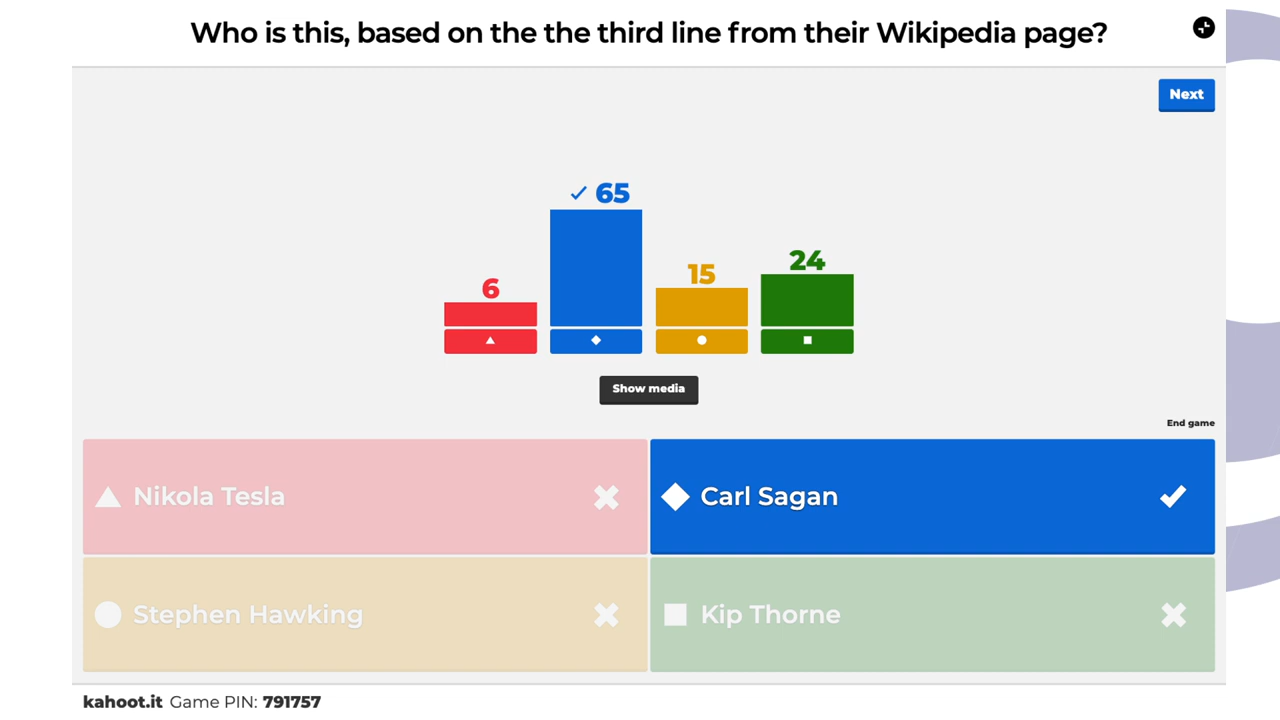 Who is this, based on the the third line from their Wikipedia page?
Next
65
6
15
24
Show media
End game
Nikola Tesla
Carl Sagan
Stephen Hawking
Kip Thorne
kahoot.it Game PIN: 791757